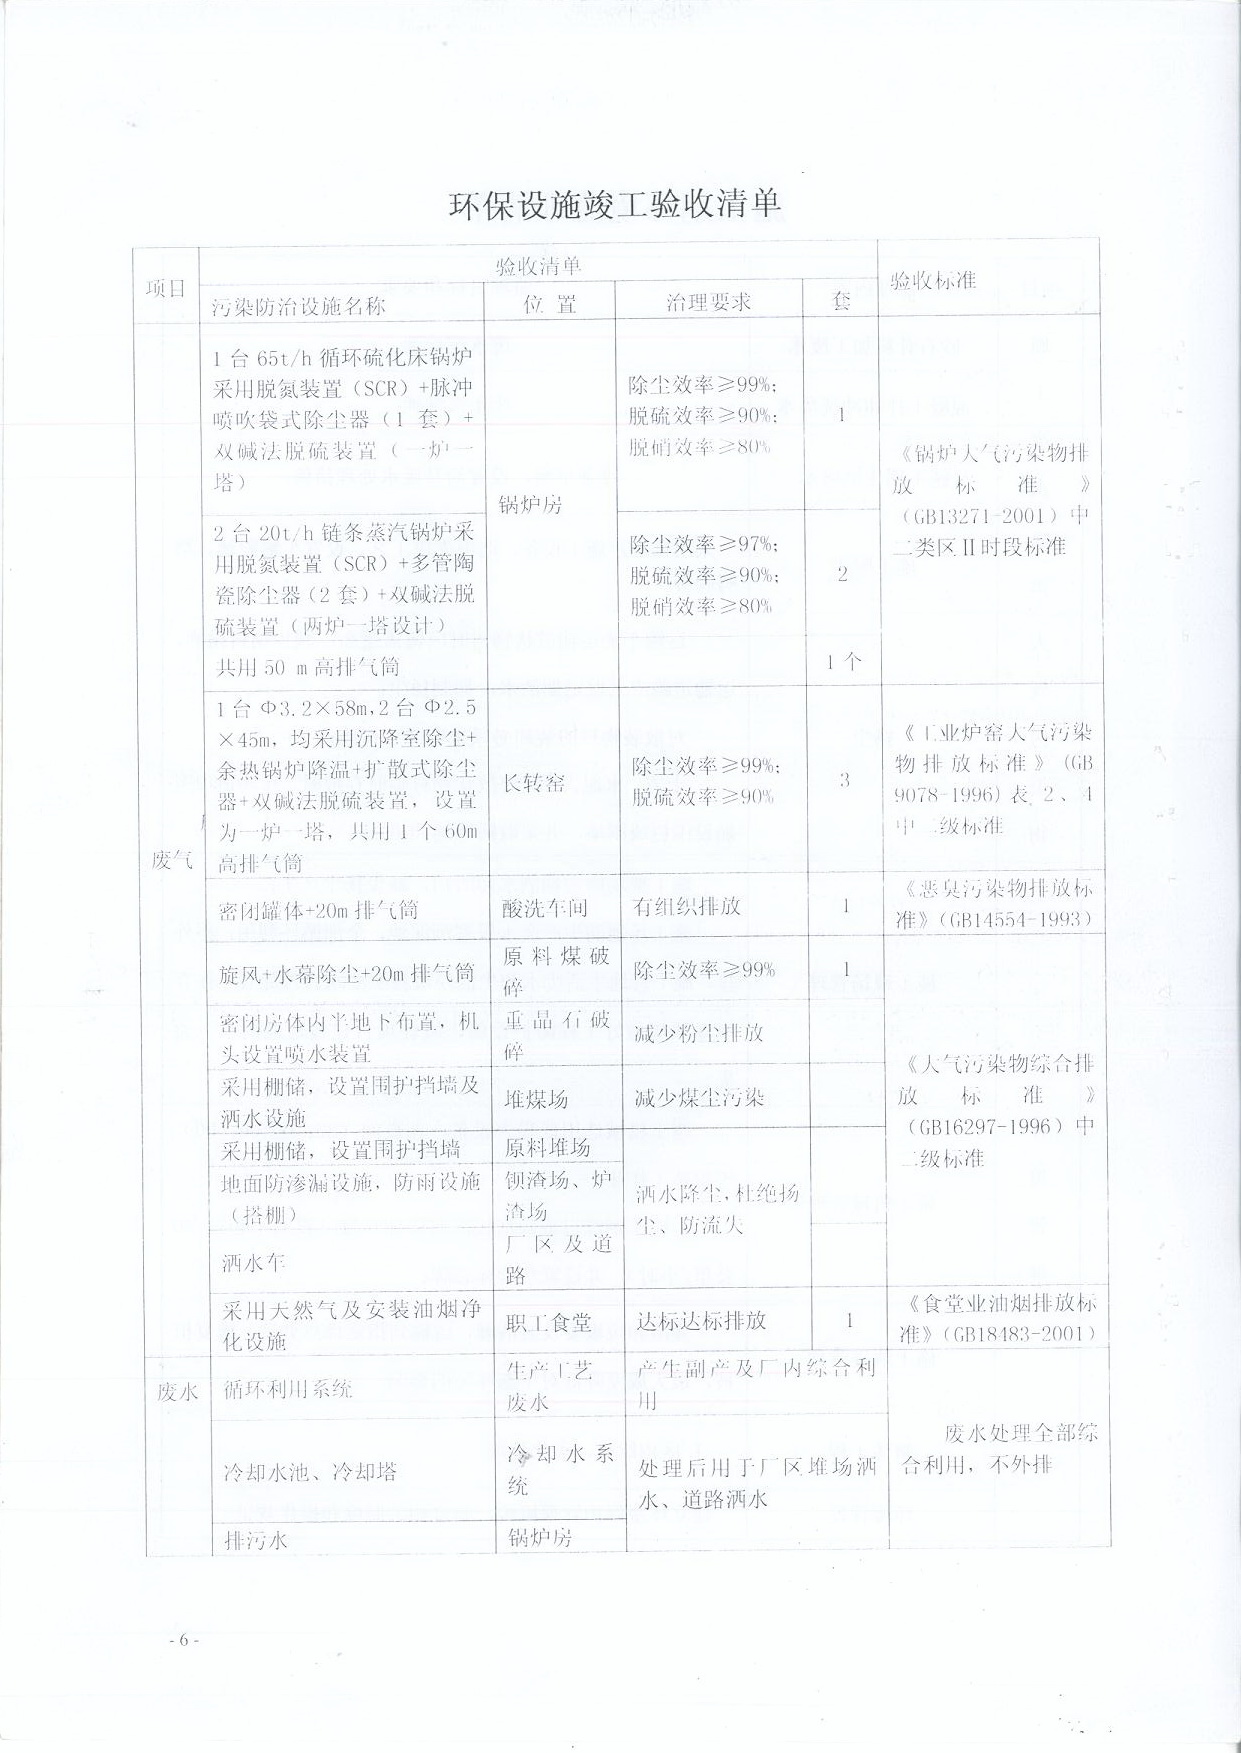 环保设施竣工验收清单
项目
验收清单
验收标准
污染防治设施名称
位 置
治理要求
套
废气
1 台 65t/h 循环硫化床锅炉
采用脱氮装置（SCR）+脉冲
喷吹袋式除尘器（1 套）+
双碱法脱硫装置（一炉一
塔）
锅炉房
除尘效率≥99%；
脱硫效率≥90%；
脱硝效率≥80%
1
《锅炉大气污染物排
放标准》
（GB13271-2001）中
二类区Ⅱ时段标准
2 台 20t/h 链条蒸汽锅炉采
用脱氮装置（SCR）+多管陶
瓷除尘器（2 套）+双碱法脱
硫装置（两炉一塔设计）
除尘效率≥97%；
脱硫效率≥90%；
脱硝效率≥80%
2
共用 50 m 高排气筒
1 个
1 台 Φ3.2×58m，2 台 Φ2.5
×45m，均采用沉降室除尘+
余热锅炉降温+扩散式除尘
器+双碱法脱硫装置，设置
为一炉一塔，共用 1 个 60m
高排气筒
长转窑
除尘效率≥99%；
脱硫效率≥90%
3
《工业炉窑大气污染
物排放标准》（GB
9078-1996）表 2、4
中二级标准
密闭罐体+20m 排气筒
酸洗车间
有组织排放
1
《恶臭污染物排放标
准》（GB14554-1993）
旋风+水幕除尘+20m 排气筒
原料煤破
碎
除尘效率≥99%
1
《大气污染物综合排
放标准》
（GB16297-1996）中
二级标准
密闭房体内半地下布置，机
头设置喷水装置
重晶石破
碎
减少粉尘排放
采用棚储，设置围护挡墙及
洒水设施
堆煤场
减少煤尘污染
采用棚储，设置围护挡墙
原料堆场
洒水降尘，杜绝扬
尘、防流失
地面防渗漏设施，防雨设施
（搭棚）
钡渣场、炉
渣场
洒水车
厂区及道
路
采用天然气及安装油烟净
化设施
职工食堂
达标达标排放
1
《食堂业油烟排放标
准》（GB18483-2001）
废水
循环利用系统
生产工艺
废水
产生副产及厂内综合利
用
废水处理全部综
合利用，不外排
冷却水池、冷却塔
冷却水系
统
处理后用于厂区堆场洒
水、道路洒水
排污水
锅炉房
- 6 -